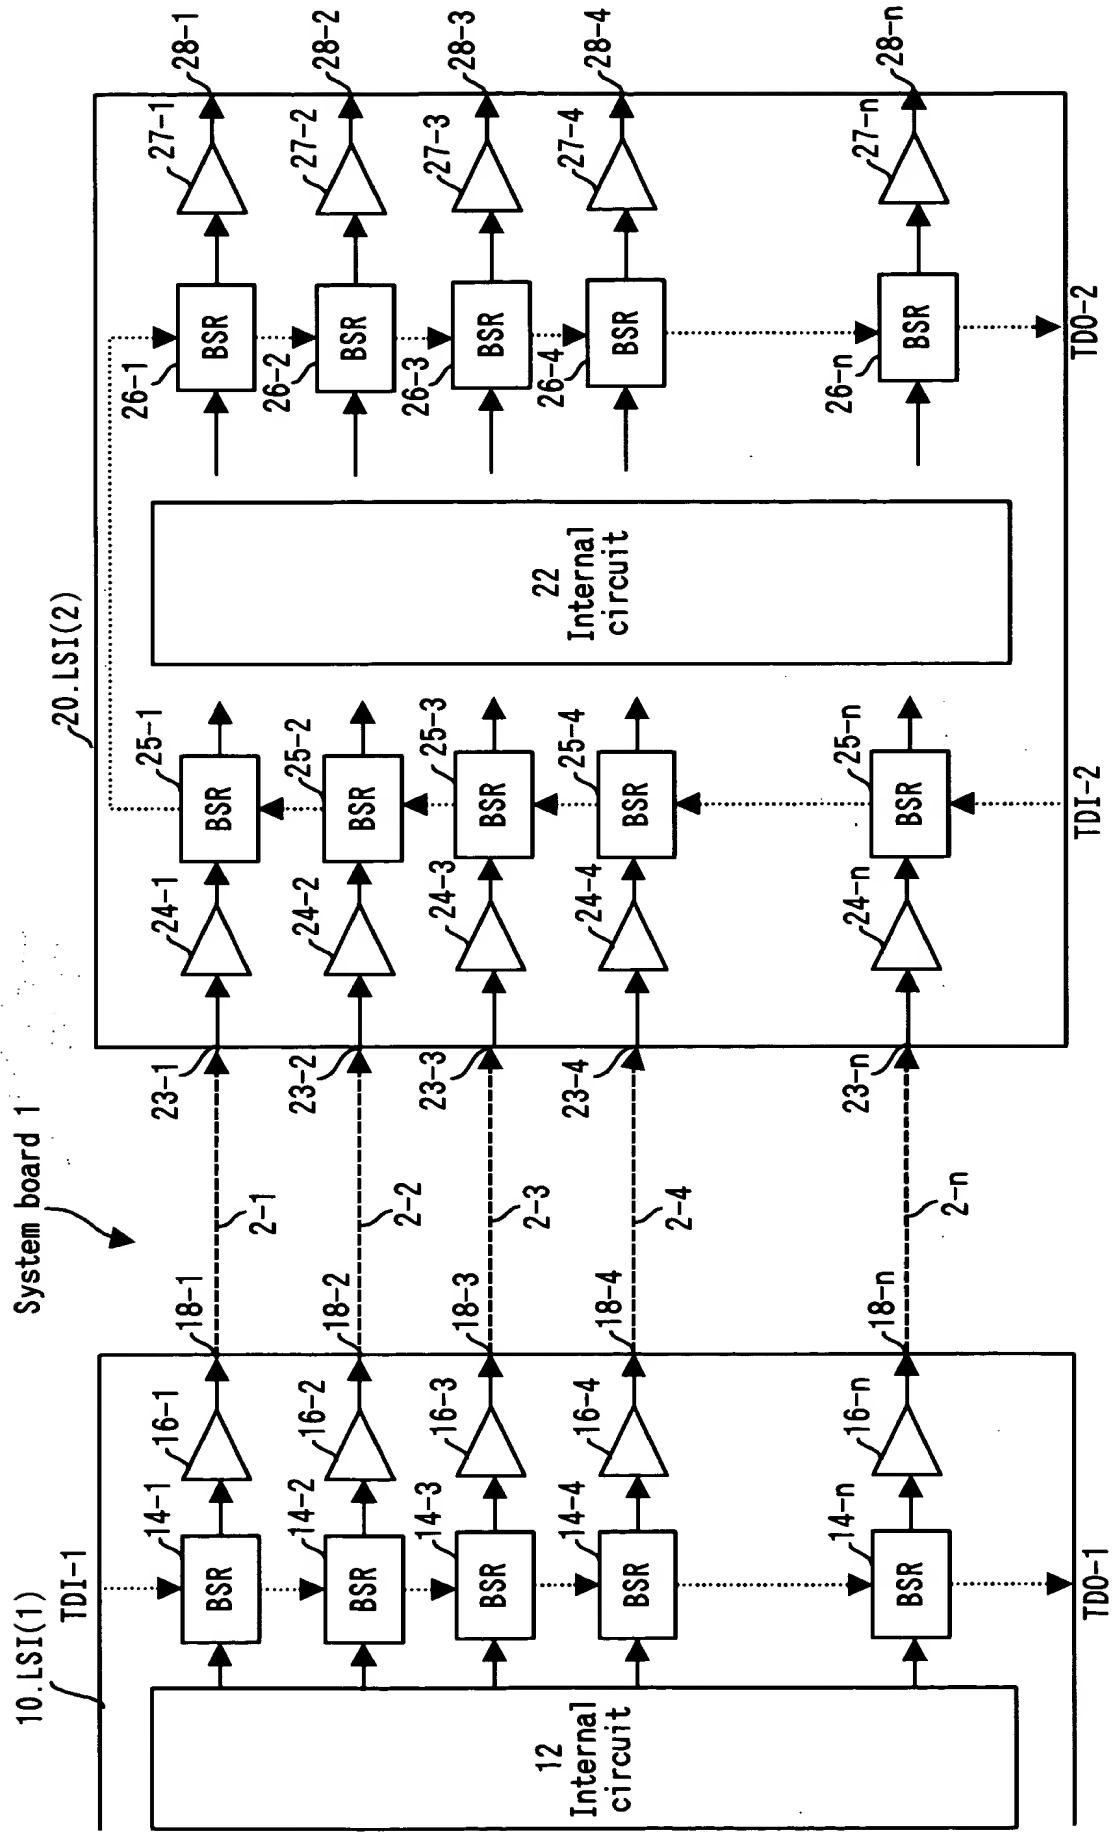 System board 1
10.LSI(1)
20.LSI(2)
TDI-1
12
Internal
circuit
14-1
BSR
16-1
18-1
2-1
23-1
24-1
25-1
BSR
26-1
BSR
27-1
28-1
14-2
BSR
16-2
18-2
2-2
23-2
24-2
25-2
BSR
26-2
BSR
27-2
28-2
14-3
BSR
16-3
18-3
2-3
23-3
24-3
25-3
BSR
26-3
BSR
27-3
28-3
14-4
BSR
16-4
18-4
2-4
23-4
24-4
25-4
BSR
26-4
BSR
27-4
28-4
14-n
BSR
16-n
18-n
2-n
23-n
24-n
25-n
BSR
26-n
BSR
27-n
28-n
22
Internal
circuit
TDO-1
TDI-2
TDO-2